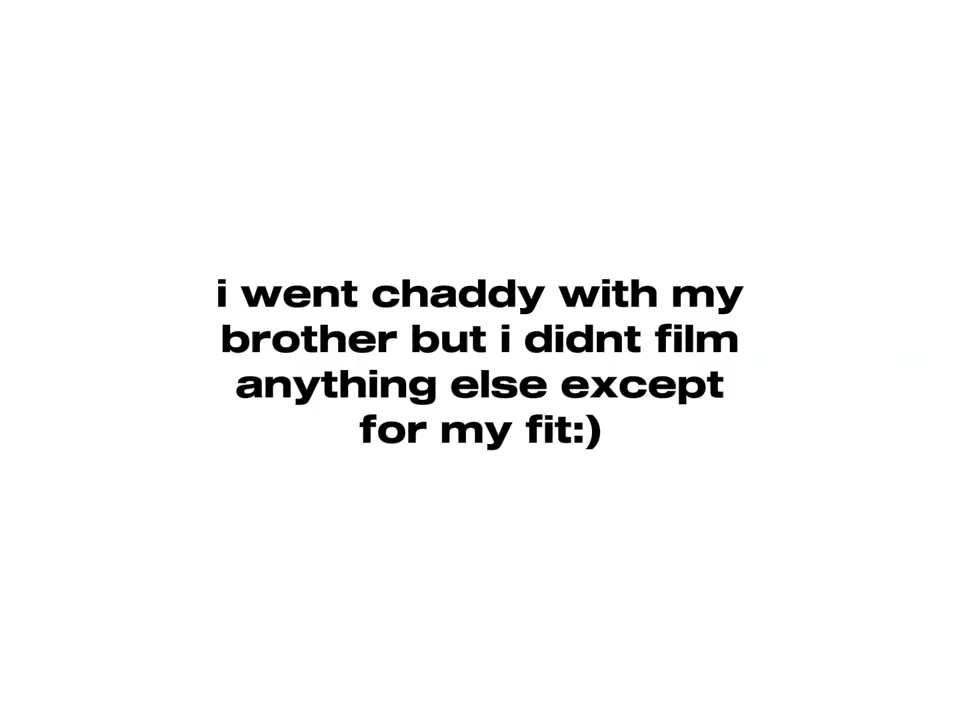 i went chaddy with my
brother but i didnt film
anything else except
for my fit:)